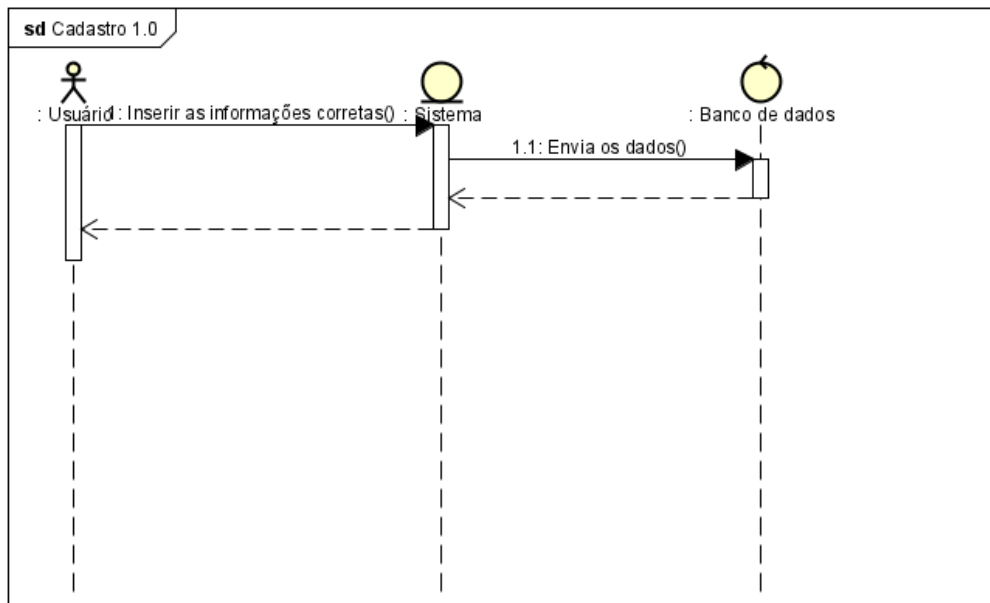 sd Cadastro 1.0
: Usuário
1: Inserir as informações corretas()
: Sistema
: Banco de dados
1.1: Envia os dados()